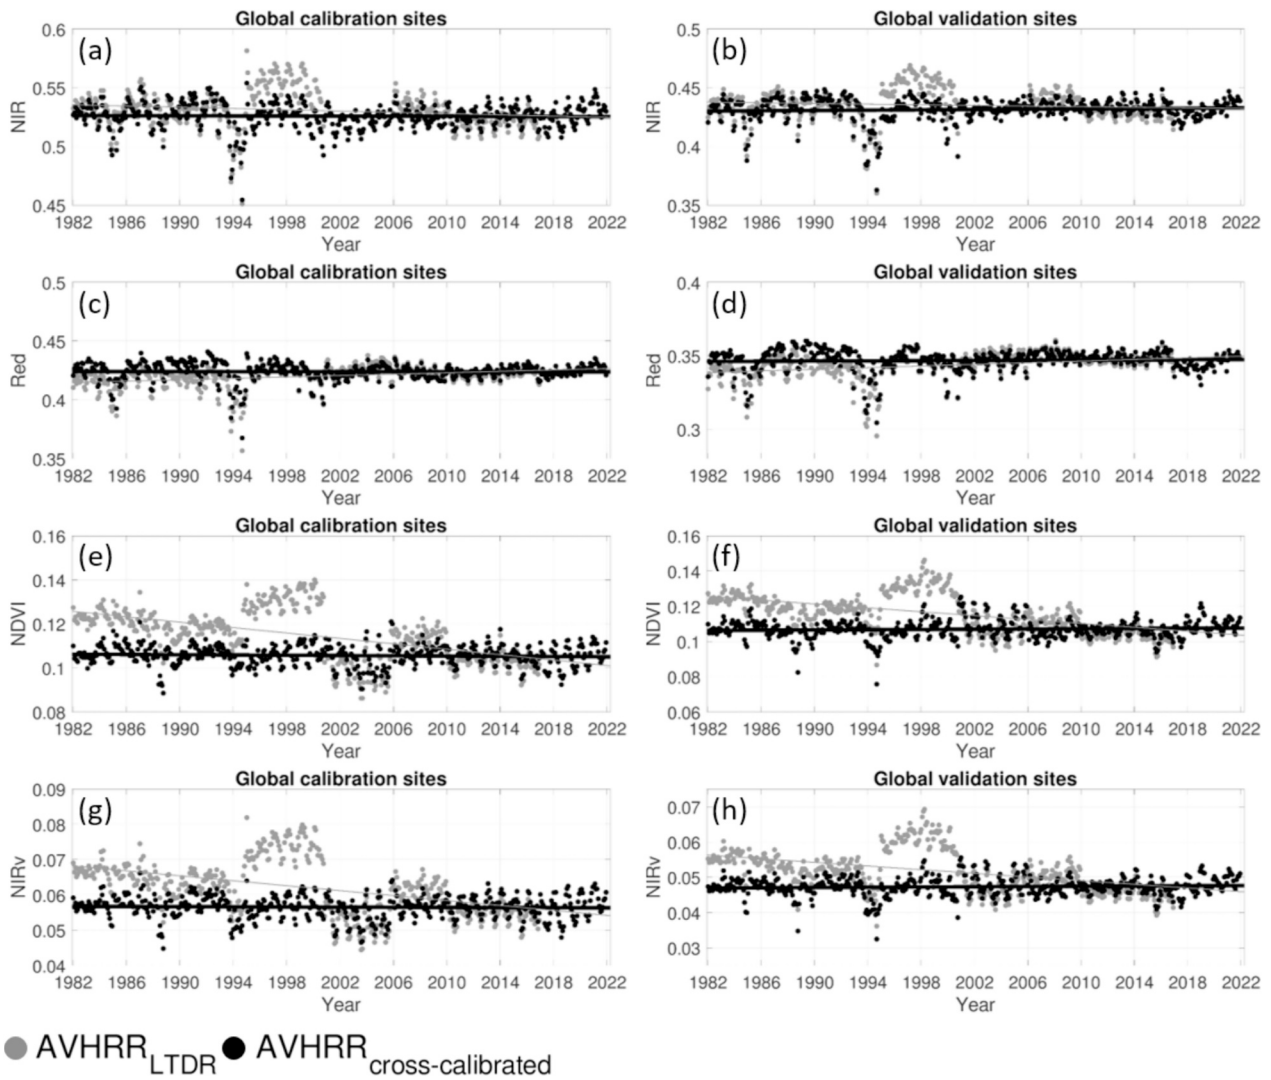 Global calibration sites
(a)
NIR
0.6
0.55
0.5
0.45
1982 1986 1990 1994 1998 2002 2006 2010 2014 2018 2022
Year
Global validation sites
(b)
NIR
0.5
0.45
0.4
0.35
1982 1986 1990 1994 1998 2002 2006 2010 2014 2018 2022
Year
Global calibration sites
(c)
Red
0.5
0.45
0.4
0.35
1982 1986 1990 1994 1998 2002 2006 2010 2014 2018 2022
Year
Global validation sites
(d)
Red
0.4
0.35
0.3
1982 1986 1990 1994 1998 2002 2006 2010 2014 2018 2022
Year
Global calibration sites
(e)
NDVI
0.16
0.14
0.12
0.1
0.08
1982 1986 1990 1994 1998 2002 2006 2010 2014 2018 2022
Year
Global validation sites
(f)
NDVI
0.16
0.14
0.12
0.1
0.08
0.06
1982 1986 1990 1994 1998 2002 2006 2010 2014 2018 2022
Year
Global calibration sites
(g)
NIRv
0.09
0.08
0.07
0.06
0.05
0.04
1982 1986 1990 1994 1998 2002 2006 2010 2014 2018 2022
Year
Global validation sites
(h)
NIRv
0.07
0.06
0.05
0.04
0.03
1982 1986 1990 1994 1998 2002 2006 2010 2014 2018 2022
Year
AVHRR LTDR AVHRR cross-calibrated